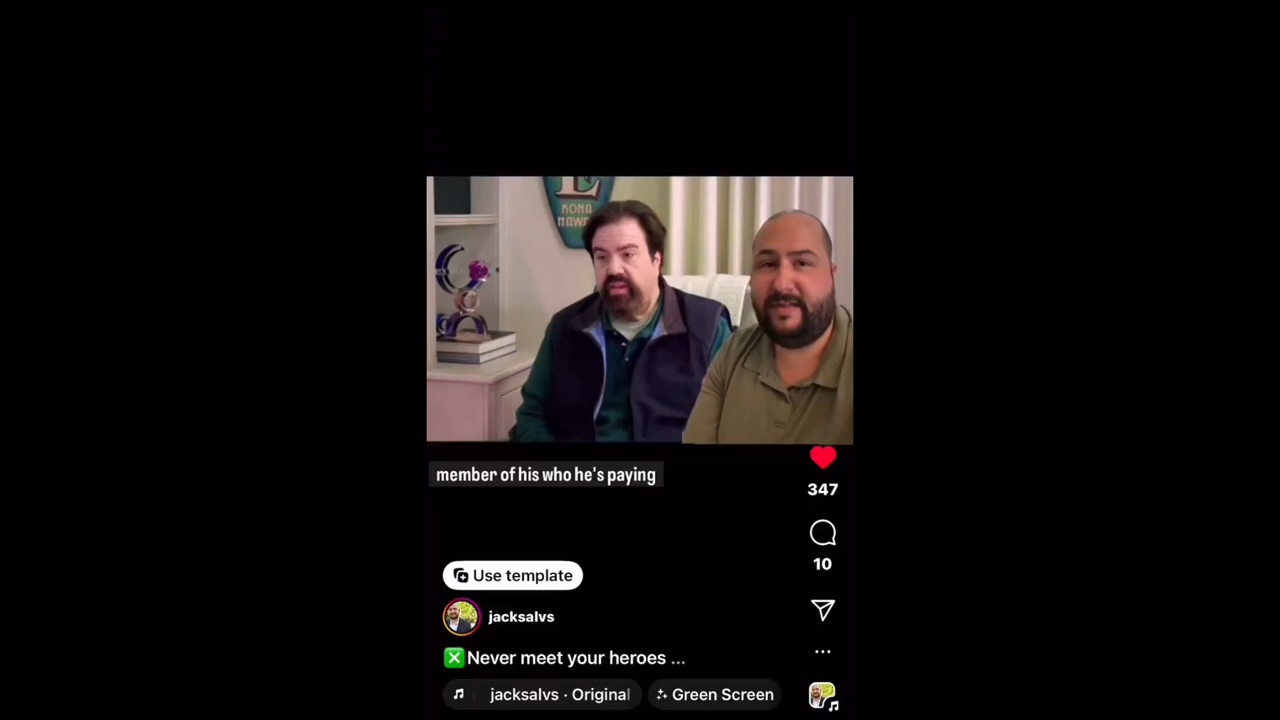 KONA
HAWA
member of his who he's paying
347
10
Use template
jacksalvs
Never meet your heroes ...
jacksalvs · Original
Green Screen